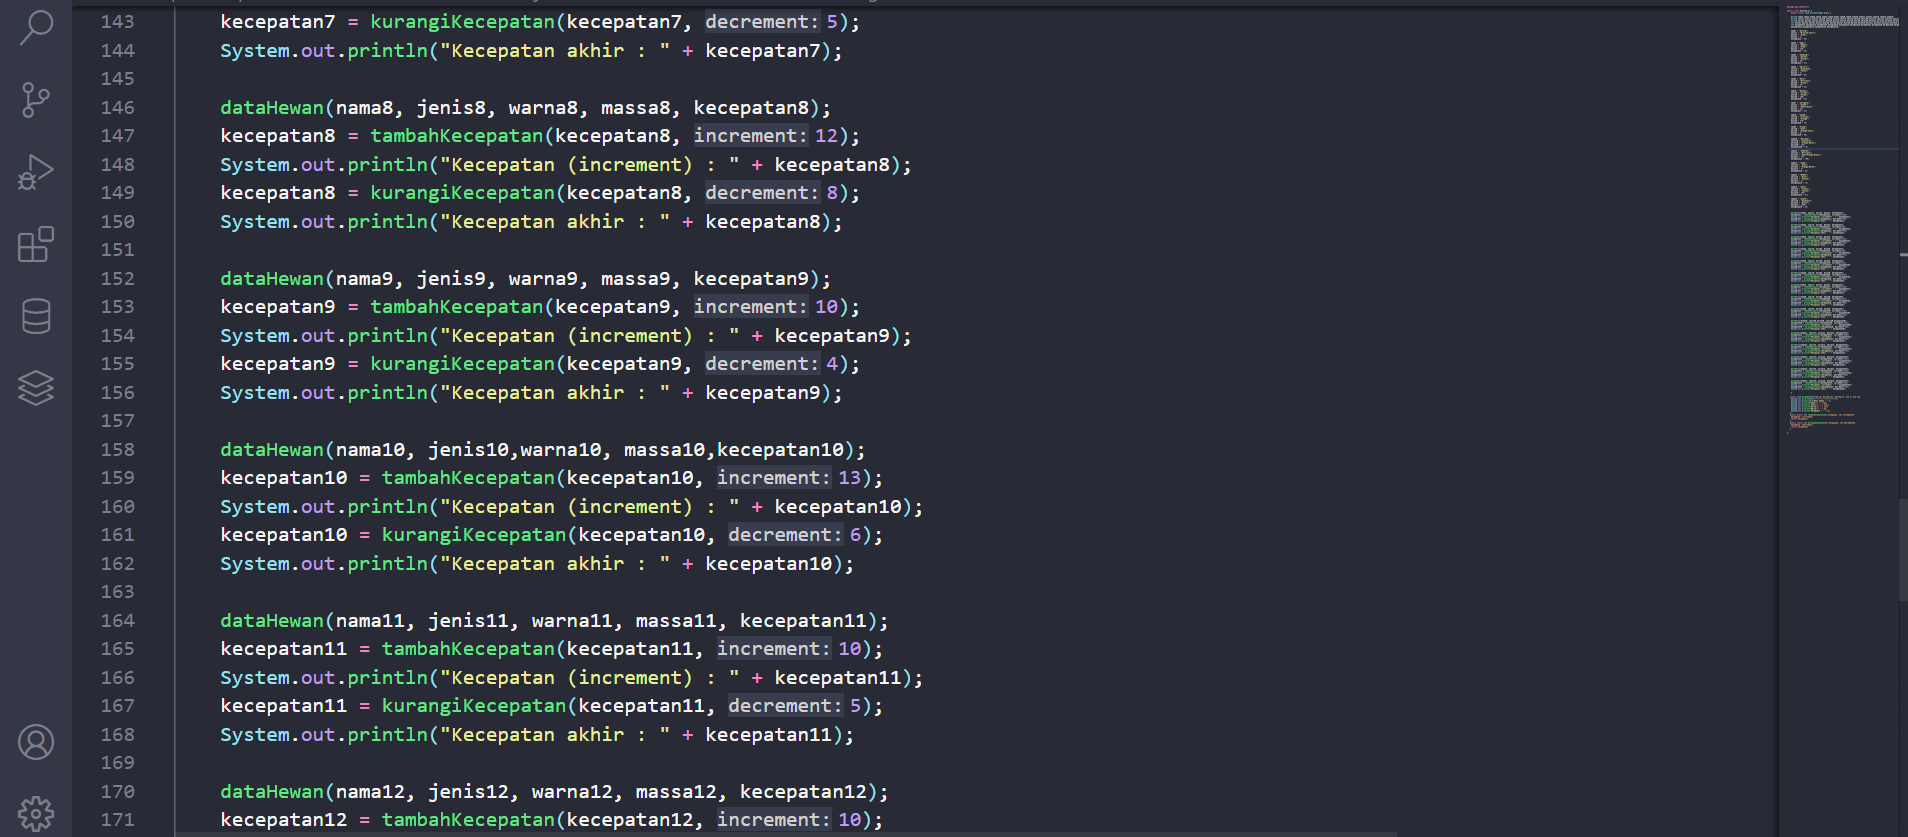 143 kecepatan7 = kurangiKecepatan(kecepatan7, decrement: 5);
144 System.out.println("Kecepatan akhir : " + kecepatan7);
145
146 dataHewan(nama8, jenis8, warna8, massa8, kecepatan8);
147 kecepatan8 = tambahKecepatan(kecepatan8, increment: 12);
148 System.out.println("Kecepatan (increment) : " + kecepatan8);
149 kecepatan8 = kurangiKecepatan(kecepatan8, decrement: 8);
150 System.out.println("Kecepatan akhir : " + kecepatan8);
151
152 dataHewan(nama9, jenis9, warna9, massa9, kecepatan9);
153 kecepatan9 = tambahKecepatan(kecepatan9, increment: 10);
154 System.out.println("Kecepatan (increment) : " + kecepatan9);
155 kecepatan9 = kurangiKecepatan(kecepatan9, decrement: 4);
156 System.out.println("Kecepatan akhir : " + kecepatan9);
157
158 dataHewan(nama10, jenis10,warna10, massa10,kecepatan10);
159 kecepatan10 = tambahKecepatan(kecepatan10, increment: 13);
160 System.out.println("Kecepatan (increment) : " + kecepatan10);
161 kecepatan10 = kurangiKecepatan(kecepatan10, decrement: 6);
162 System.out.println("Kecepatan akhir : " + kecepatan10);
163
164 dataHewan(nama11, jenis11, warna11, massa11, kecepatan11);
165 kecepatan11 = tambahKecepatan(kecepatan11, increment: 10);
166 System.out.println("Kecepatan (increment) : " + kecepatan11);
167 kecepatan11 = kurangiKecepatan(kecepatan11, decrement: 5);
168 System.out.println("Kecepatan akhir : " + kecepatan11);
169
170 dataHewan(nama12, jenis12, warna12, massa12, kecepatan12);
171 kecepatan12 = tambahKecepatan(kecepatan12, increment: 10);